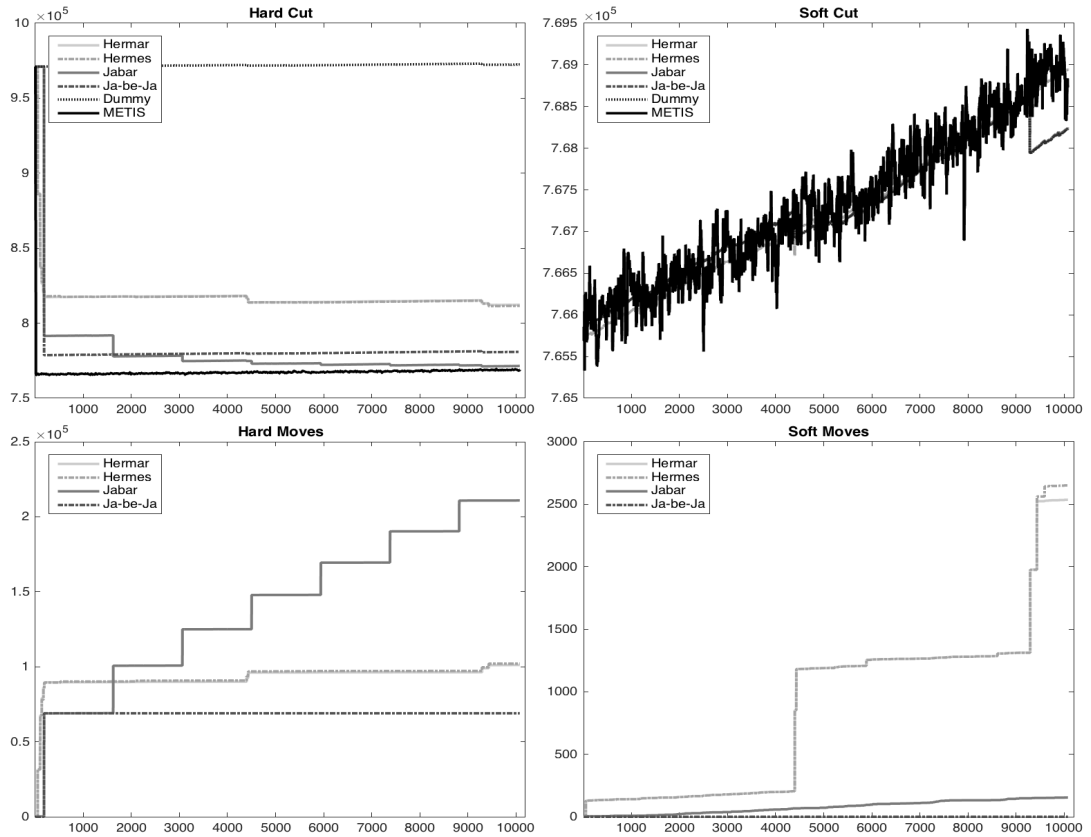 Hard Cut
×10⁵
10
9.5
9
8.5
8
7.5
Hermar
Hermes
Jabar
Ja-be-Ja
Dummy
METIS
1000 2000 3000 4000 5000 6000 7000 8000 9000 10000
Soft Cut
×10⁵
7.695
7.69
7.685
7.68
7.675
7.67
7.665
7.66
7.655
7.65
Hermar
Hermes
Jabar
Ja-be-Ja
Dummy
METIS
1000 2000 3000 4000 5000 6000 7000 8000 9000 10000
Hard Moves
×10⁵
2.5
2
1.5
1
0.5
0
Hermar
Hermes
Jabar
Ja-be-Ja
1000 2000 3000 4000 5000 6000 7000 8000 9000 10000
Soft Moves
3000
2500
2000
1500
1000
500
0
Hermar
Hermes
Jabar
Ja-be-Ja
1000 2000 3000 4000 5000 6000 7000 8000 9000 10000